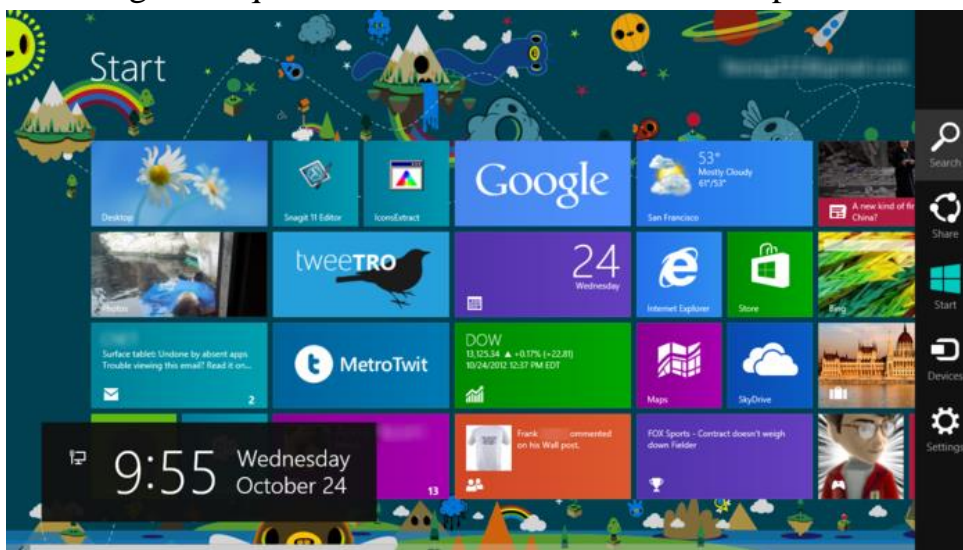 Start
Search
Share
Start
Devices
Settings
Desktop
Snagit 11 Editor
IconsExtract
Google
53°
Mostly Cloudy
61°/53°
San Francisco
A new kind of
China?
Photos
tweeTRO
24
Wednesday
Internet Explorer
Store
Bing
Surface tablet: Undone by absent apps
Trouble viewing this email? Read it on...
2
t MetroTwit
DOW
13,125.34 ▲ +0.17% (+22.81)
10/24/2012 12:37 PM EDT
Maps
SkyDrive
13
Frank ommented
on his Wall post.
FOX Sports - Contract doesn't weigh
down Fielder
9:55
Wednesday
October 24